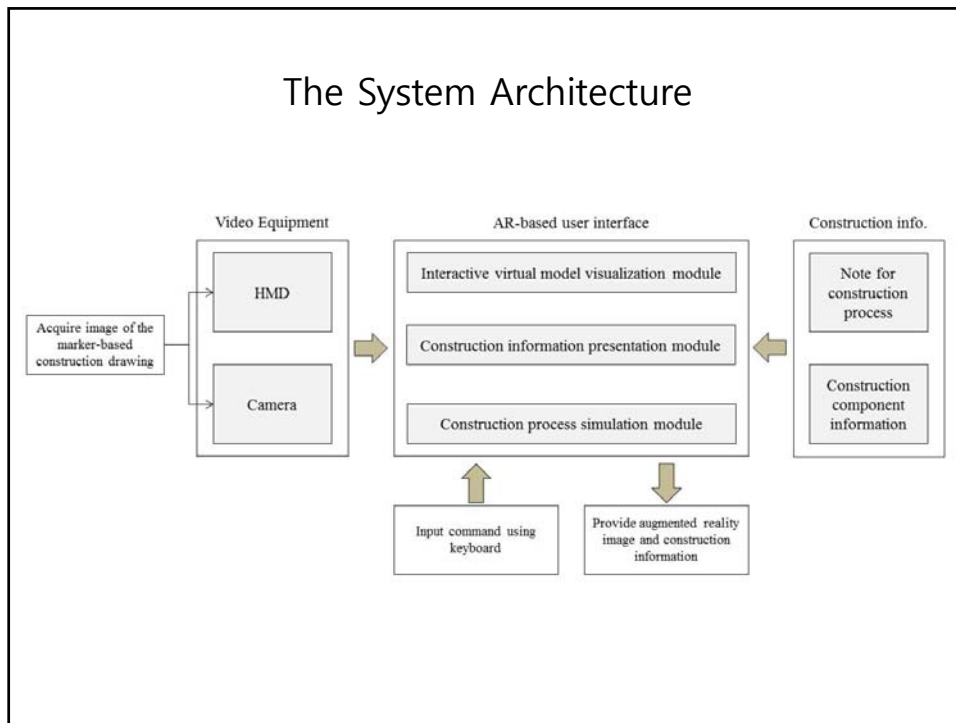 The System Architecture
Video Equipment
AR-based user interface
Construction info.
Acquire image of the
marker-based
construction drawing
HMD
Camera
Interactive virtual model visualization module
Construction information presentation module
Construction process simulation module
Note for
construction
process
Construction
component
information
Input command using
keyboard
Provide augmented reality
image and construction
information